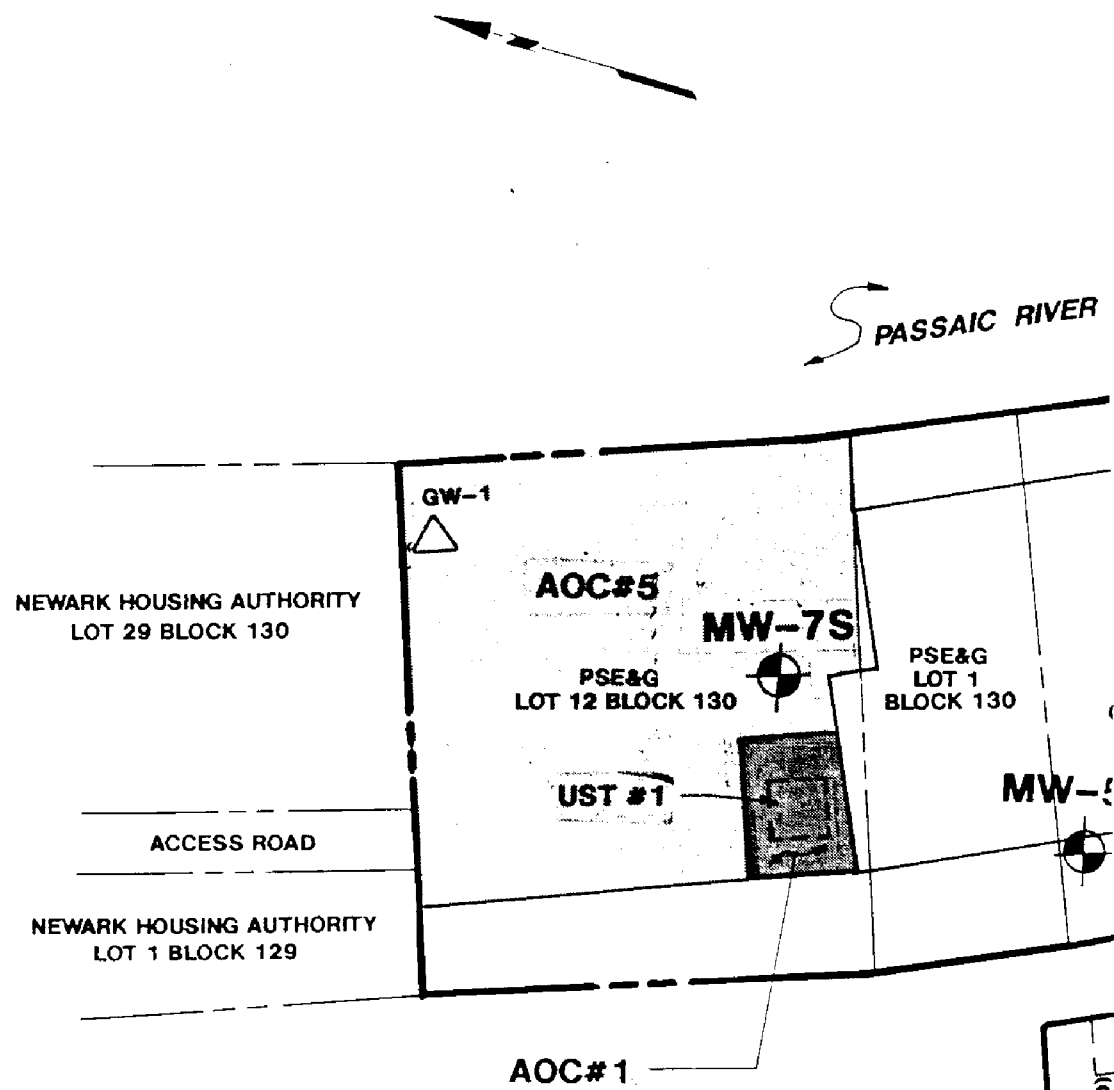 PASSAIC RIVER
GW-1
AOC#5
NEWARK HOUSING AUTHORITY
LOT 29 BLOCK 130
MW-7S
PSE&G
LOT 12 BLOCK 130
PSE&G
LOT 1
BLOCK 130
UST #1
MW-5
ACCESS ROAD
NEWARK HOUSING AUTHORITY
LOT 1 BLOCK 129
AOC#1